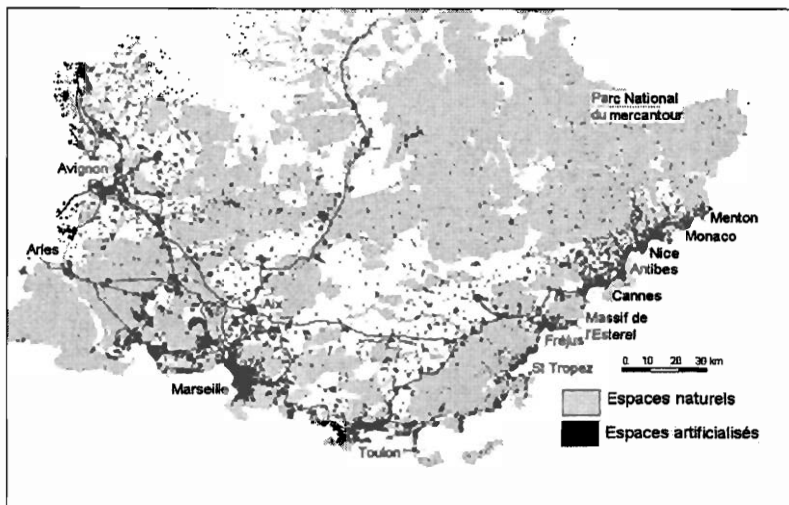 Parc National
du mercantour
Avignon
Menton
Monaco
Arles
Nice
Antibes
Aix
Cannes
Massif de
l'Esterel
Fréjus
0 10 20 30 km
St Tropez
Marseille
Espaces naturels
Espaces artificialisés
Toulon